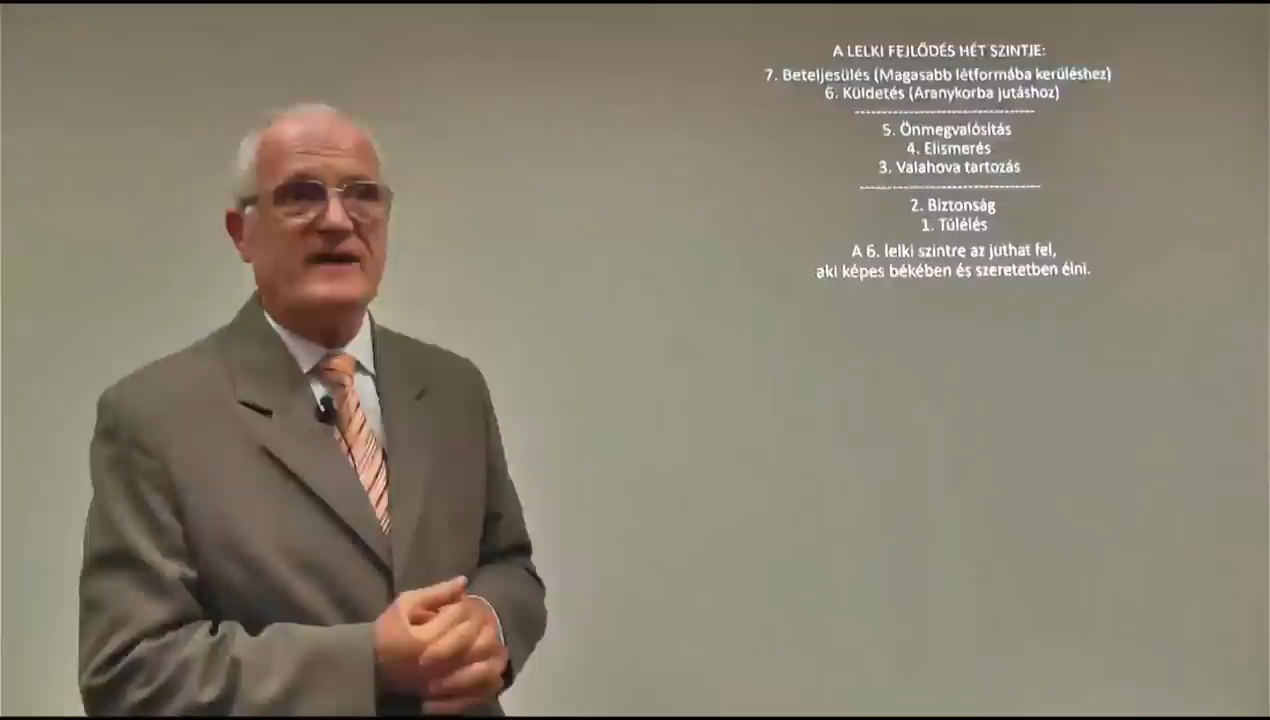 A LELKI FEJLŐDÉS HÉT SZINTJE:
7. Beteljesülés (Magasabb létformába kerüléshez)
6. Küldetés (Aranykorba jutáshoz)
5. Önmegvalósítás
4. Elismerés
3. Valahova tartozás
2. Biztonság
1. Túlélés
A 6. lelki szintre az juthat fel,
aki képes békében és szeretetben élni.